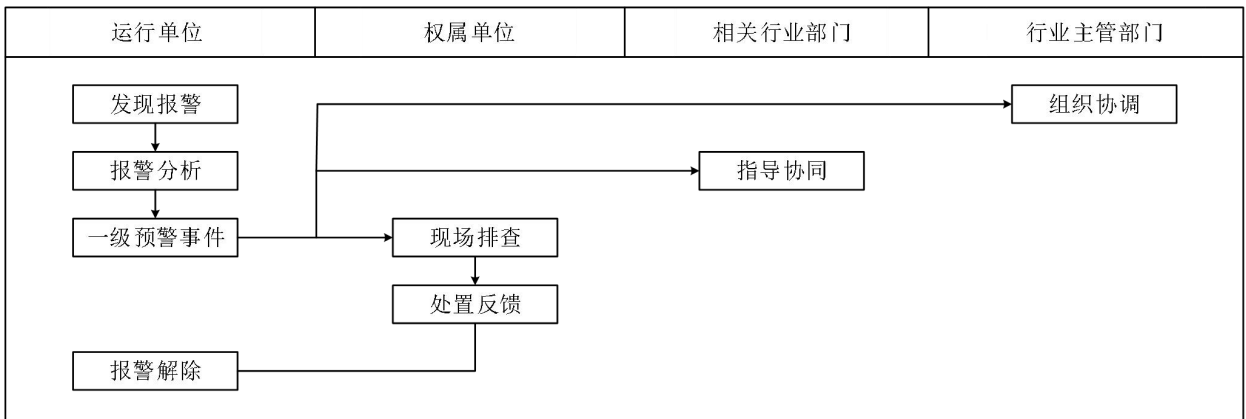 运行单位
权属单位
相关行业部门
行业主管部门
发现报警
组织协调
报警分析
指导协同
一级预警事件
现场排查
处置反馈
报警解除